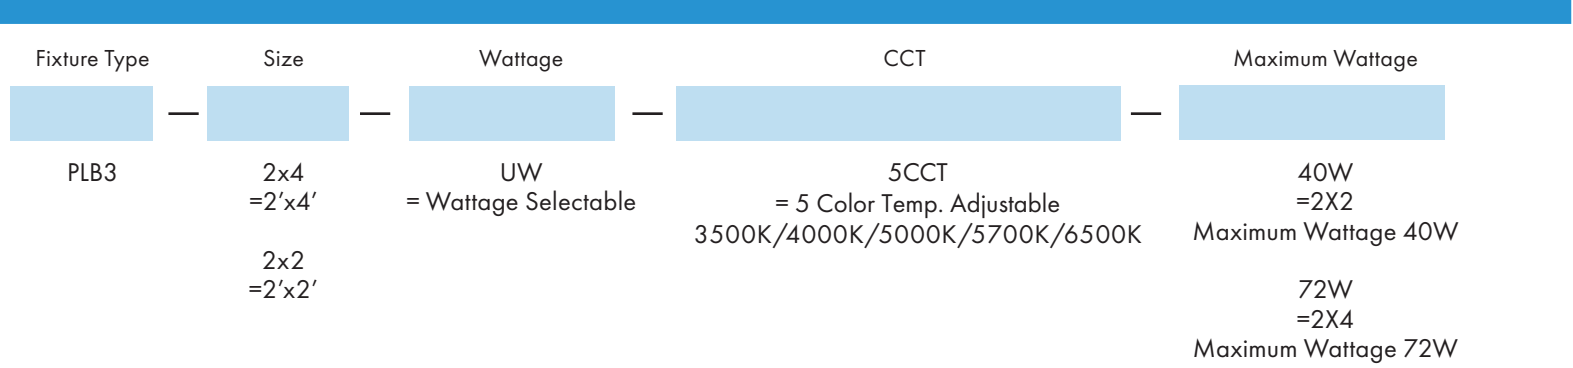 Fixture Type
Size
Wattage
CCT
Maximum Wattage
— — — —
PLB3
2x4
=2’x4’
2x2
=2’x2’
UW
= Wattage Selectable
5CCT
= 5 Color Temp. Adjustable
3500K/4000K/5000K/5700K/6500K
40W
=2X2
Maximum Wattage 40W
72W
=2X4
Maximum Wattage 72W